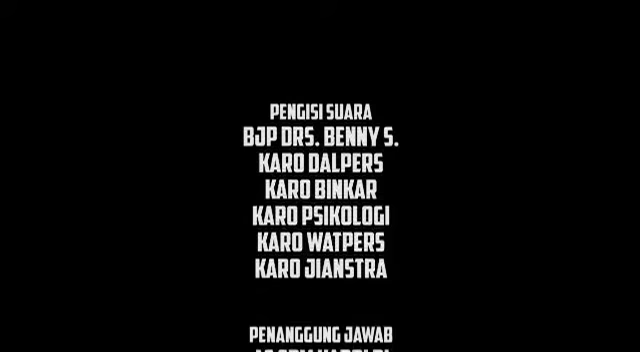 PENGISI SUARA
BJP DRS. BENNY S.
KARO DALPERS
KARO BINKAR
KARO PSIKOLOGI
KARO WATPERS
KARO JIANSTRA
PENANGGUNG JAWAB